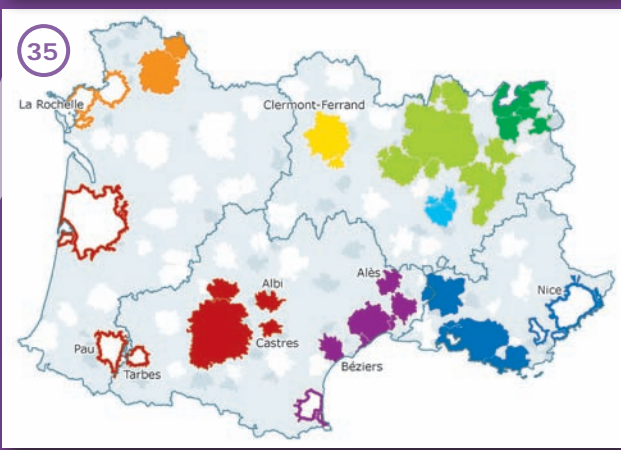 35
La Rochelle
Clermont-Ferrand
Albi
Alès
Nice
Pau
Castres
Tarbes
Béziers